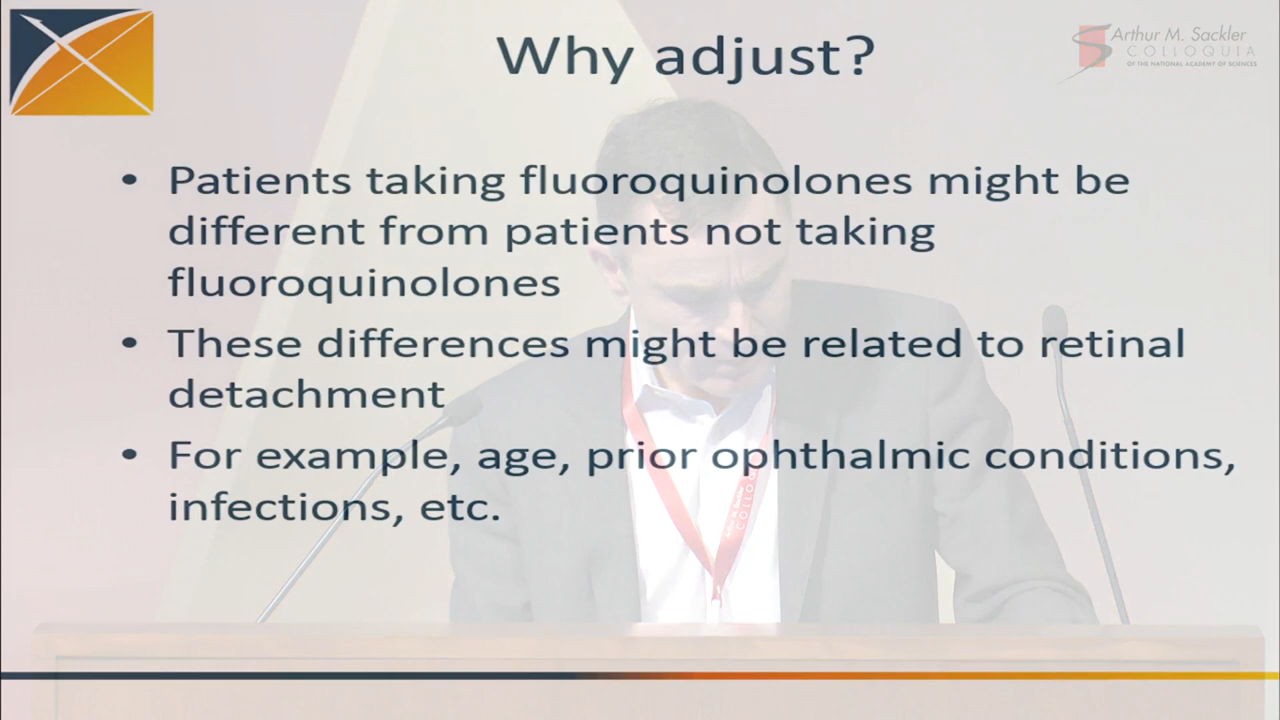 Why adjust?
Arthur M. Sackler
COLLOQUIA
OF THE NATIONAL ACADEMY OF SCIENCES
• Patients taking fluoroquinolones might be
different from patients not taking
fluoroquinolones
• These differences might be related to retinal
detachment
• For example, age, prior ophthalmic conditions,
infections, etc.